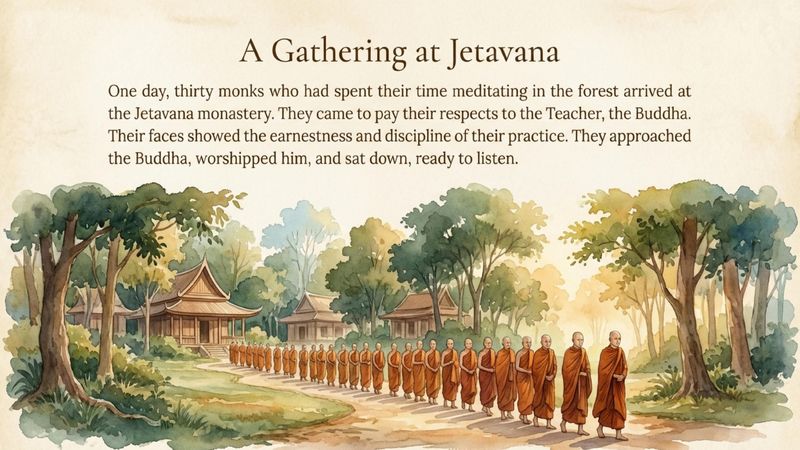 A Gathering at Jetavana
One day, thirty monks who had spent their time meditating in the forest arrived at
the Jetavana monastery. They came to pay their respects to the Teacher, the Buddha.
Their faces showed the earnestness and discipline of their practice. They approached
the Buddha, worshipped him, and sat down, ready to listen.